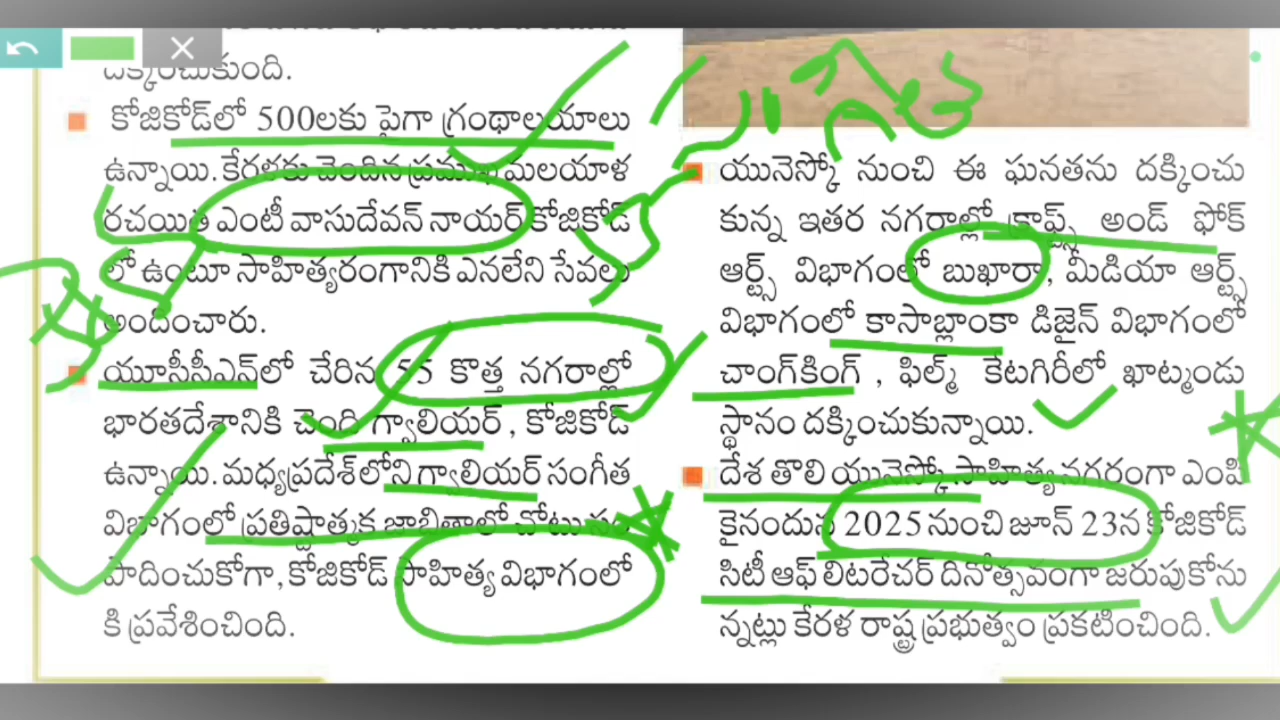 దక్కించుకుంది.
కోజికోడ్‌లో 500లకు పైగా గ్రంథాలయాలు
ఉన్నాయి. కేరళకు చెందిన ప్రముఖ మలయాళ
రచయిత ఎంటీ వాసుదేవన్ నాయర్ కోజికోడ్
లో ఉంటూ సాహిత్యరంగానికి ఎనలేని సేవలు
అందించారు.
యూసీసీఎన్‌లో చేరిన 55 కొత్త నగరాల్లో
భారతదేశానికి చెంది గ్వాలియర్, కోజికోడ్
ఉన్నాయి. మధ్యప్రదేశ్‌లోని గ్వాలియర్ సంగీత
విభాగంలో ప్రతిష్టాత్మక జాబితాలో చోటుసం
పాదించుకోగా, కోజికోడ్ సాహిత్య విభాగంలో
కి ప్రవేశించింది.
యునెస్కో నుంచి ఈ ఘనతను దక్కించు
కున్న ఇతర నగరాల్లో క్రాఫ్ట్స్ అండ్ ఫోక్
ఆర్ట్స్ విభాగంలో బుఖారా, మీడియా ఆర్ట్స్
విభాగంలో కాసాబ్లాంకా డిజైన్ విభాగంలో
చాంగ్‌కింగ్, ఫిల్మ్ కేటగిరీలో ఖాట్మండు
స్థానం దక్కించుకున్నాయి.
దేశ తొలి యునెస్కో సాహిత్య నగరంగా ఎంపి
కైనందున 2025 నుంచి జూన్ 23న కోజికోడ్
సిటీ ఆఫ్ లిటరేచర్ దినోత్సవంగా జరుపుకోను
న్నట్లు కేరళ రాష్ట్ర ప్రభుత్వం ప్రకటించింది.